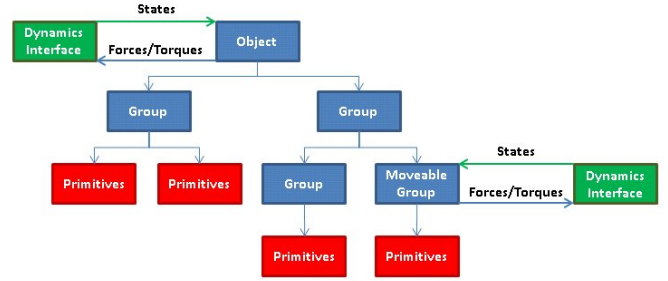 States
Dynamics
Interface
Forces/Torques
Object
Group
Group
Primitives
Primitives
Group
Moveable
Group
States
Forces/Torques
Dynamics
Interface
Primitives
Primitives